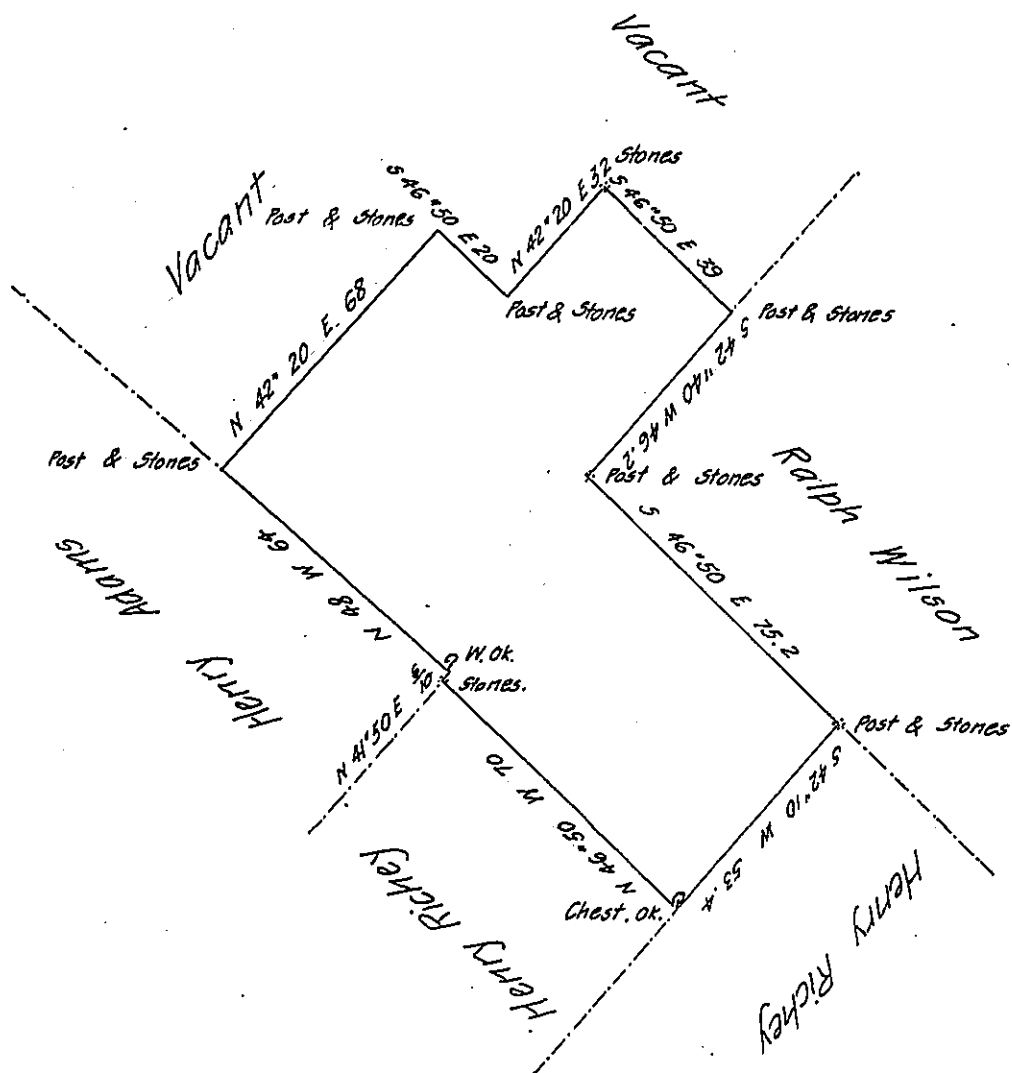 Vacant
Vacant
S 46°50 E 20
Post & Stones
N 42°20 E 32
Stones
S 46°50 E 39
Post & Stones
Post & Stones
N 42° 20 E. 68
S 42°40 W 46.2
Post & Stones
Post & Stones
Ralph Wilson
S 46°50 E 75.2
Henry Adams
N 48 W 64
W. Ok.
Stones.
N 41°50 E
Post & Stones
S 42°10 W 53.4
N 46°50 W 70
Chest. Ok.
Henry Richey
Henry Richey